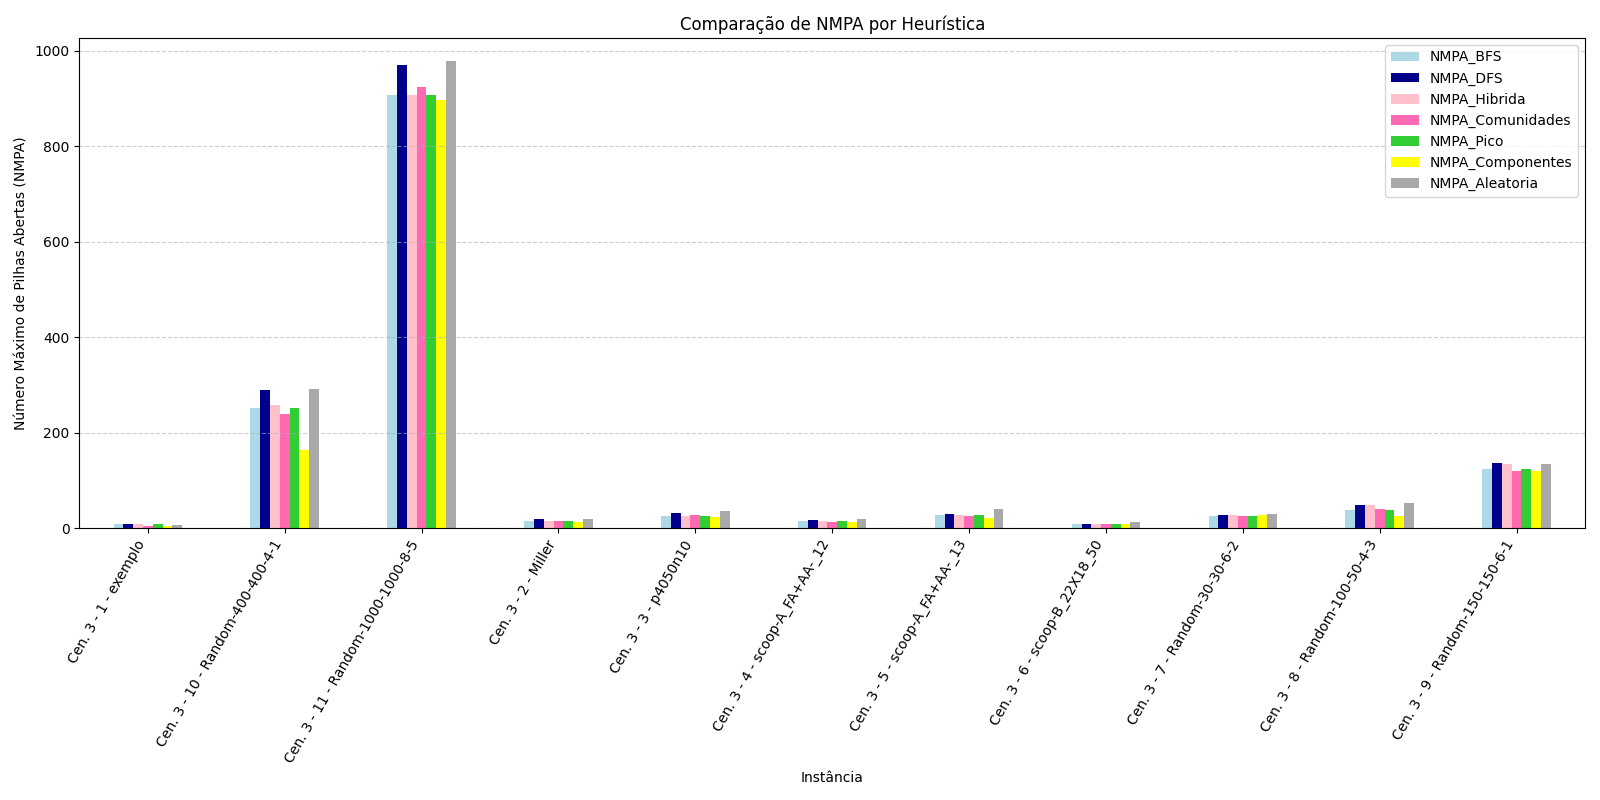 Comparação de NMPA por Heurística
Número Máximo de Pilhas Abertas (NMPA)
1000
800
600
400
200
0
NMPA_BFS
NMPA_DFS
NMPA_Hibrida
NMPA_Comunidades
NMPA_Pico
NMPA_Componentes
NMPA_Aleatoria
Cen. 3 - 1 - exemplo
Cen. 3 - 10 - Random-400-400-4-1
Cen. 3 - 11 - Random-1000-1000-8-5
Cen. 3 - 2 - Miller
Cen. 3 - 3 - p4050n10
Cen. 3 - 4 - scoop-A_FA+AA-_12
Cen. 3 - 5 - scoop-A_FA+AA-_13
Cen. 3 - 6 - scoop-B_22X18_50
Cen. 3 - 7 - Random-30-30-6-2
Cen. 3 - 8 - Random-100-50-4-3
Cen. 3 - 9 - Random-150-150-6-1
Instância